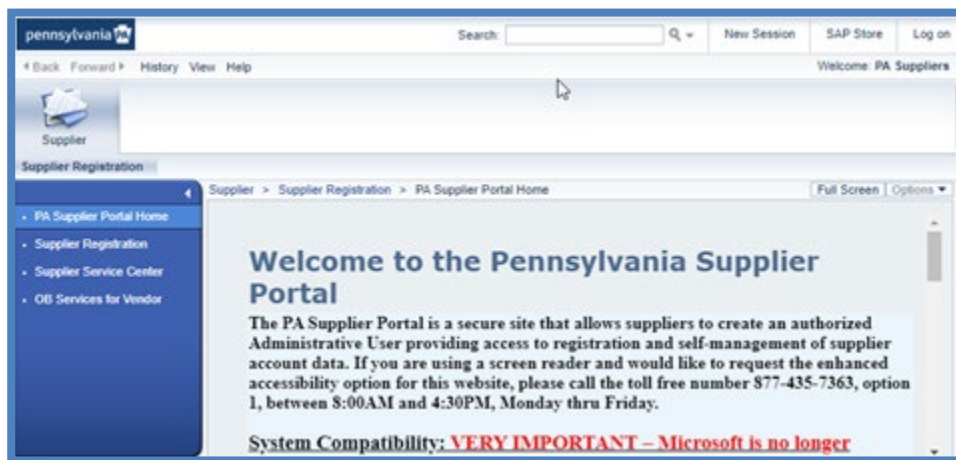 pennsylvania PA
Search:
New Session
SAP Store
Log on
Back Forward History View Help
Welcome: PA Suppliers
Supplier
Supplier Registration
Supplier > Supplier Registration > PA Supplier Portal Home
Full Screen
Options
PA Supplier Portal Home
Supplier Registration
Supplier Service Center
OB Services for Vendor
Welcome to the Pennsylvania Supplier
Portal
The PA Supplier Portal is a secure site that allows suppliers to create an authorized
Administrative User providing access to registration and self-management of supplier
account data. If you are using a screen reader and would like to request the enhanced
accessibility option for this website, please call the toll free number 877-435-7363, option
1, between 8:00AM and 4:30PM, Monday thru Friday.
System Compatibility: VERY IMPORTANT – Microsoft is no longer